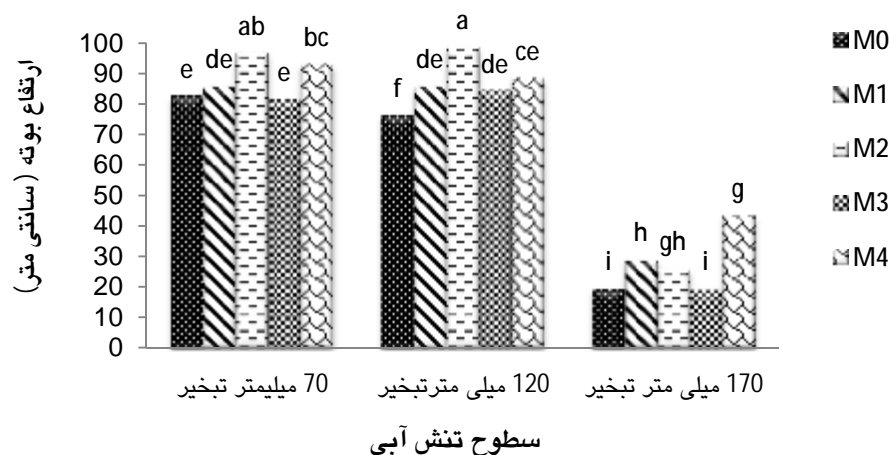 ارتفاع بوته (سانتی متر)
100
90
80
70
60
50
40
30
20
10
0
e de ab e bc
f de a de ce
i h gh i g
70 میلیمتر تبخیر
120 میلی مترتبخیر
170 میلی متر تبخیر
سطوح تنش آبی
M0
M1
M2
M3
M4